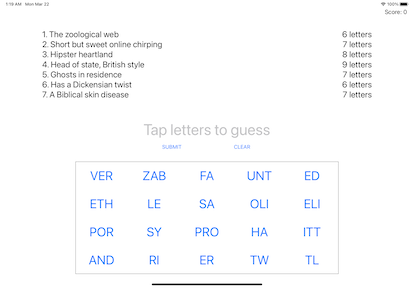 1:18 AM Mon Mar 22 100%
Score: 0
1. The zoological web 6 letters
2. Short but sweet online chirping 7 letters
3. Hipster heartland 8 letters
4. Head of state, British style 9 letters
5. Ghosts in residence 7 letters
6. Has a Dickensian twist 6 letters
7. A Biblical skin disease 7 letters
Tap letters to guess
SUBMIT CLEAR
VER ZAB FA UNT ED
ETH LE SA OLI ELI
POR SY PRO HA ITT
AND RI ER TW TL